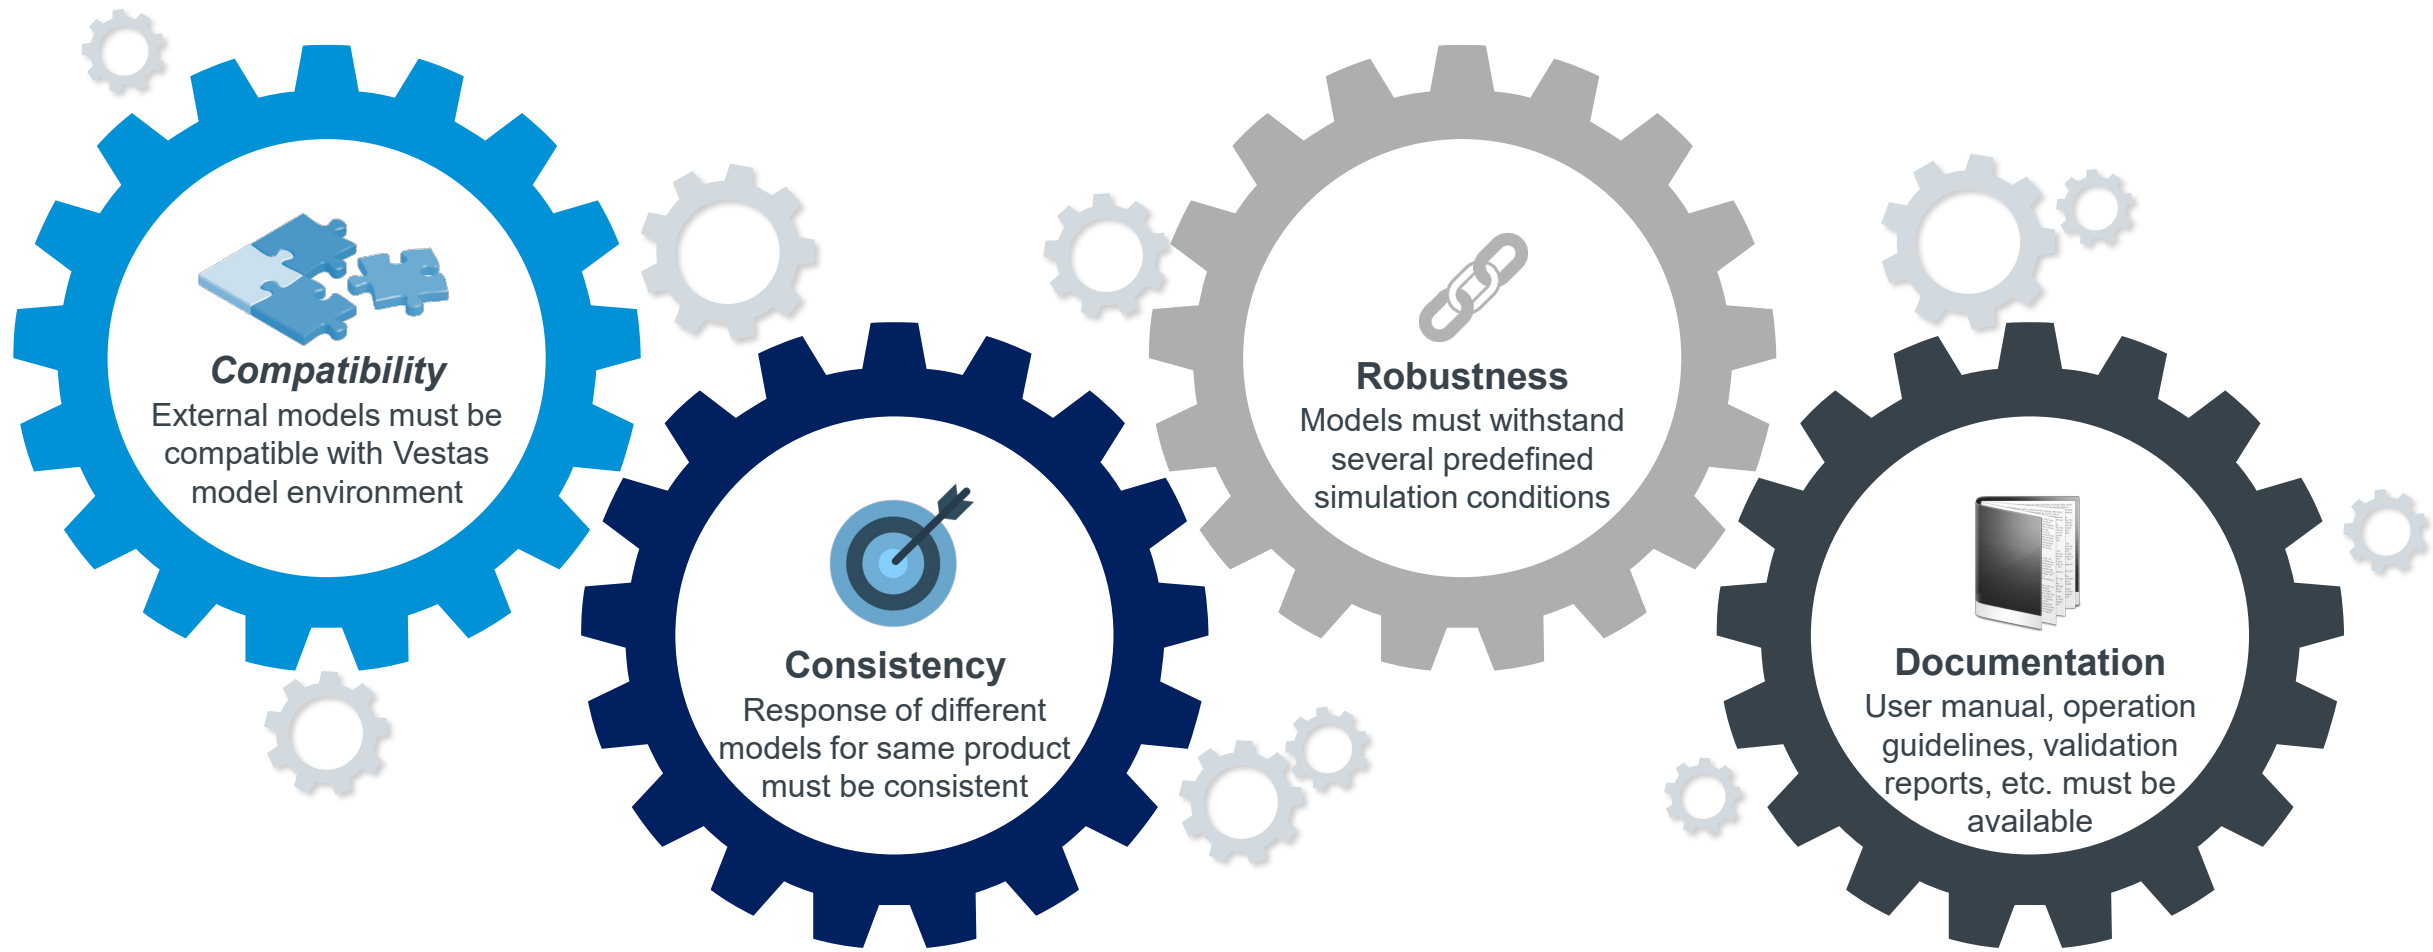 Compatibility
External models must be
compatible with Vestas
model environment
Consistency
Response of different
models for same product
must be consistent
Robustness
Models must withstand
several predefined
simulation conditions
Documentation
User manual, operation
guidelines, validation
reports, etc. must be
available